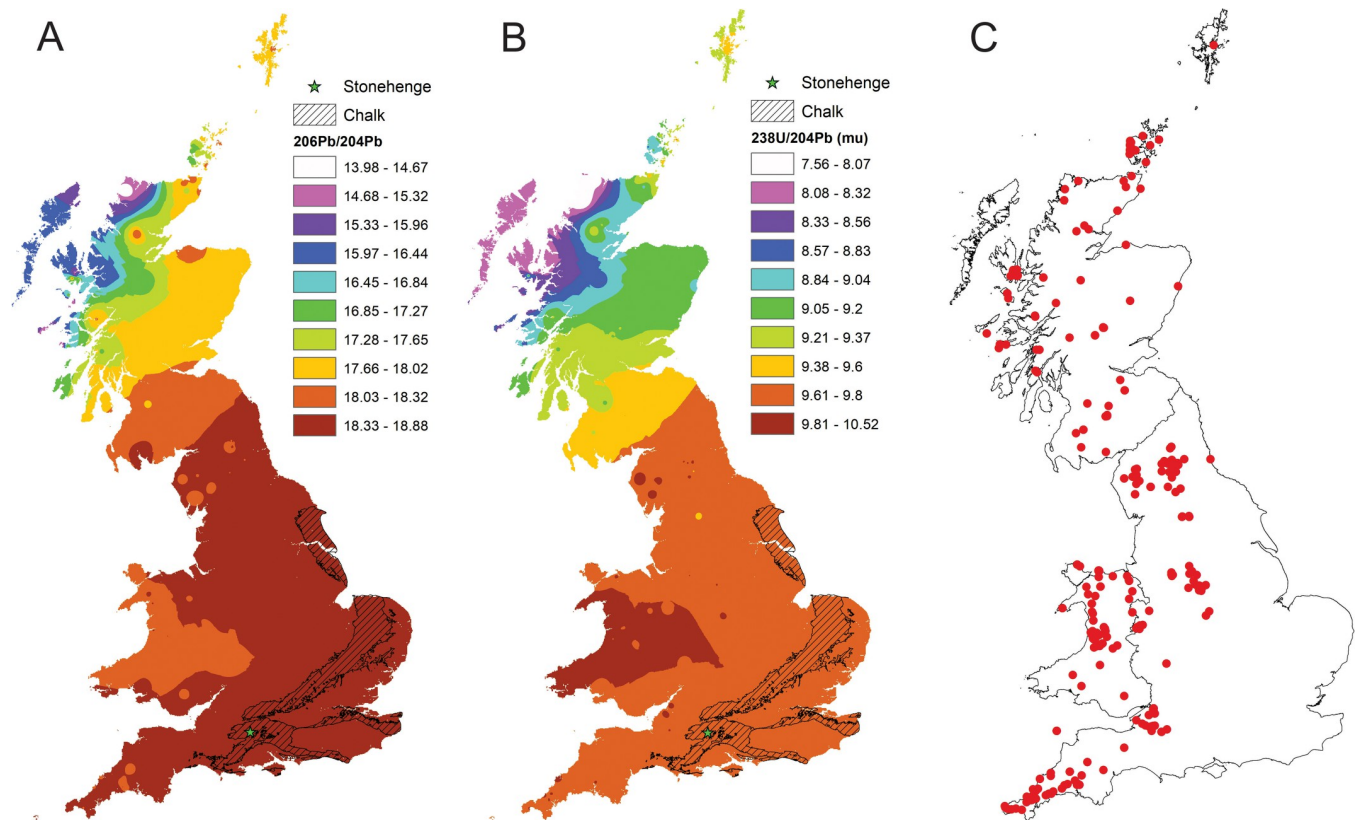 A
Stonehenge
Chalk
206Pb/204Pb
13.98 - 14.67
14.68 - 15.32
15.33 - 15.96
15.97 - 16.44
16.45 - 16.84
16.85 - 17.27
17.28 - 17.65
17.66 - 18.02
18.03 - 18.32
18.33 - 18.88
B
Stonehenge
Chalk
238U/204Pb (mu)
7.56 - 8.07
8.08 - 8.32
8.33 - 8.56
8.57 - 8.83
8.84 - 9.04
9.05 - 9.2
9.21 - 9.37
9.38 - 9.6
9.61 - 9.8
9.81 - 10.52
C